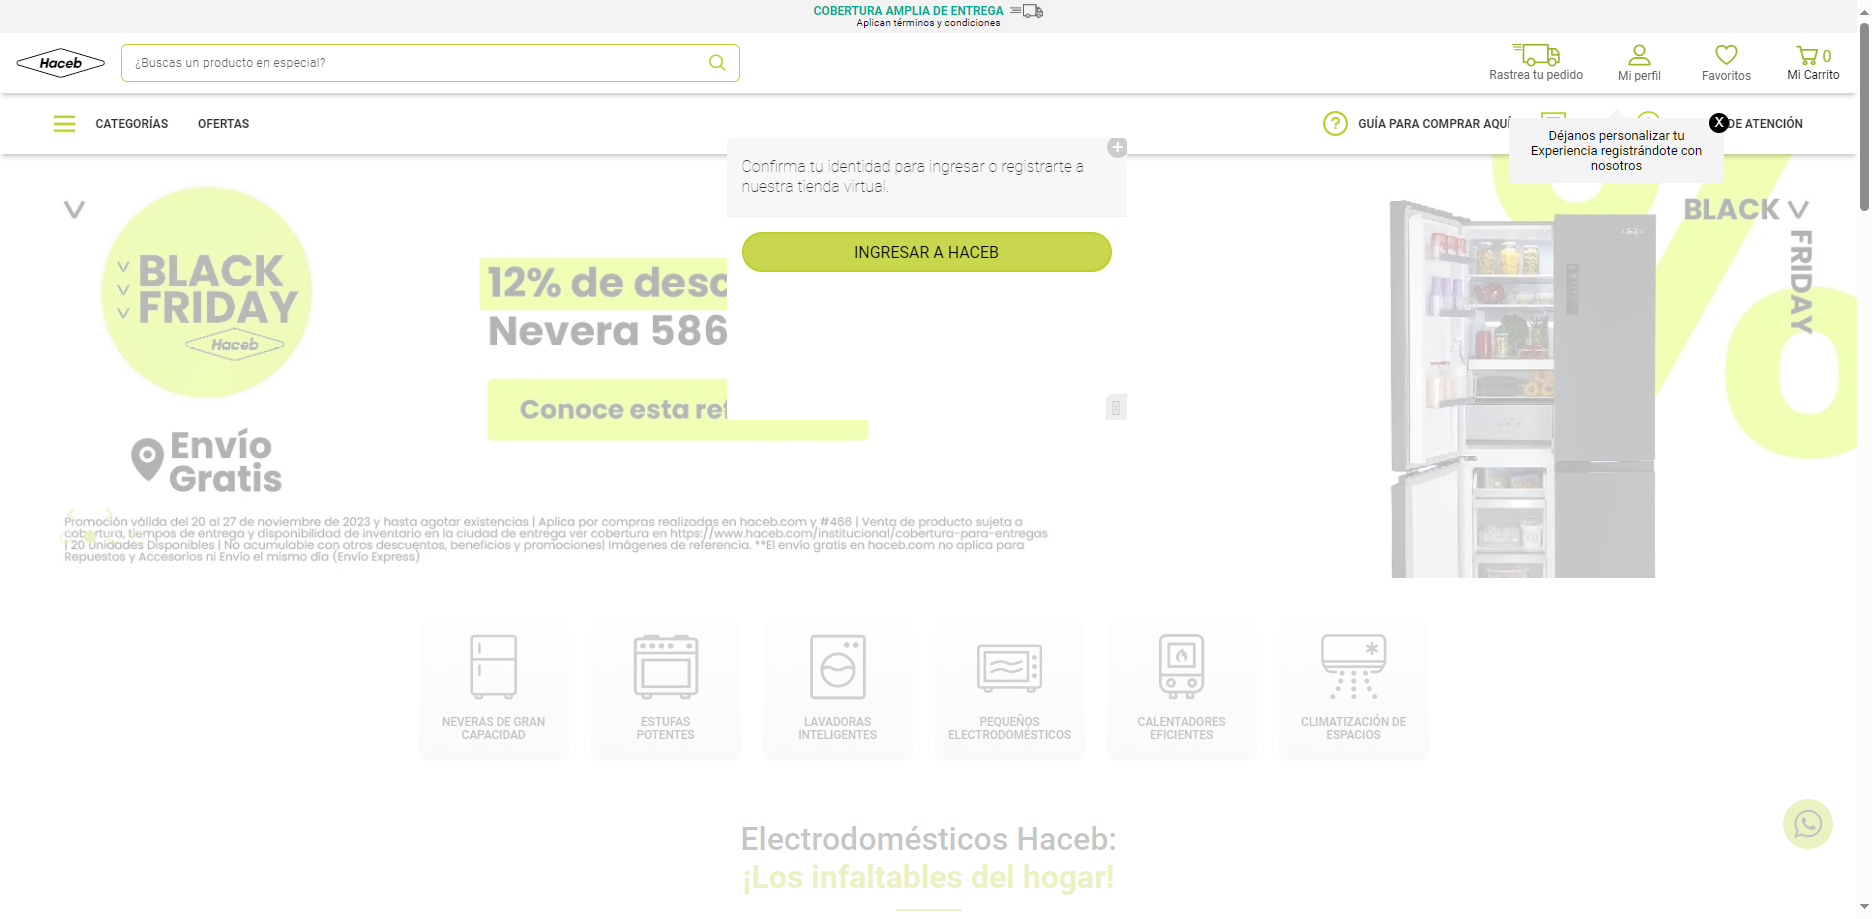 COBERTURA AMPLIA DE ENTREGA
Aplican términos y condiciones
Haceb
¿Buscas un producto en especial?
Rastrea tu pedido
Mi perfil
Favoritos
0
Mi Carrito
CATEGORÍAS
OFERTAS
GUÍA PARA COMPRAR AQUÍ
DE ATENCIÓN
X
Déjanos personalizar tu
Experiencia registrándote con
nosotros
Confirma tu identidad para ingresar o registrarte a
nuestra tienda virtual.
INGRESAR A HACEB
BLACK
FRIDAY
Haceb
12% de desc
Nevera 586
Conoce esta ref
Envío
Gratis
BLACK
FRIDAY
Promoción válida del 20 al 27 de noviembre de 2023 y hasta agotar existencias | Aplica por compras realizadas en haceb.com y #466 | Venta de producto sujeta a
cobertura, tiempos de entrega y disponibilidad de inventario en la ciudad de entrega ver cobertura en https://www.haceb.com/institucional/cobertura-para-entregas
| 20 Unidades Disponibles | No acumulable con otros descuentos, beneficios y promociones| Imágenes de referencia. **El envío gratis en haceb.com no aplica para
Repuestos y Accesorios ni Envío el mismo día (Envío Express)
NEVERAS DE GRAN
CAPACIDAD
ESTUFAS
POTENTES
LAVADORAS
INTELIGENTES
PEQUEÑOS
ELECTRODOMÉSTICOS
CALENTADORES
EFICIENTES
CLIMATIZACIÓN DE
ESPACIOS
Electrodomésticos Haceb:
¡Los infaltables del hogar!